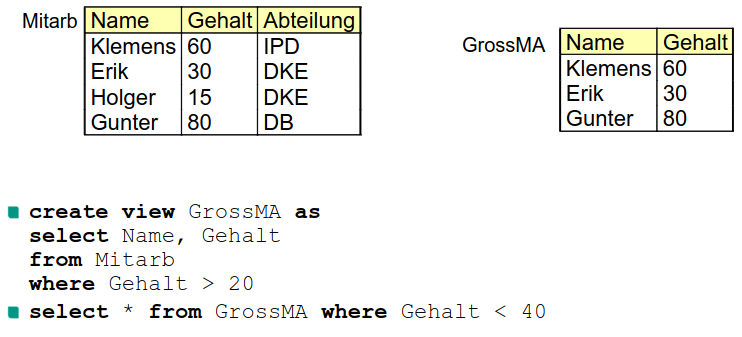 Mitarb
Name Gehalt Abteilung
Klemens 60 IPD
Erik 30 DKE
Holger 15 DKE
Gunter 80 DB
GrossMA
Name Gehalt
Klemens 60
Erik 30
Gunter 80
create view GrossMA as
select Name, Gehalt
from Mitarb
where Gehalt > 20
select * from GrossMA where Gehalt < 40